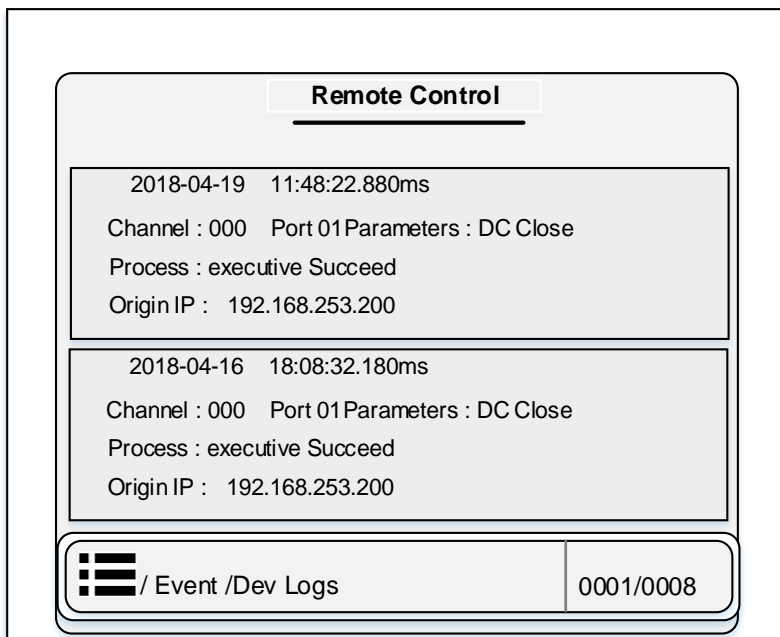 Remote Control
2018-04-19 11:48:22.880ms
Channel : 000 Port 01 Parameters : DC Close
Process : executive Succeed
Origin IP : 192.168.253.200
2018-04-16 18:08:32.180ms
Channel : 000 Port 01 Parameters : DC Close
Process : executive Succeed
Origin IP : 192.168.253.200
/ Event /Dev Logs 0001/0008